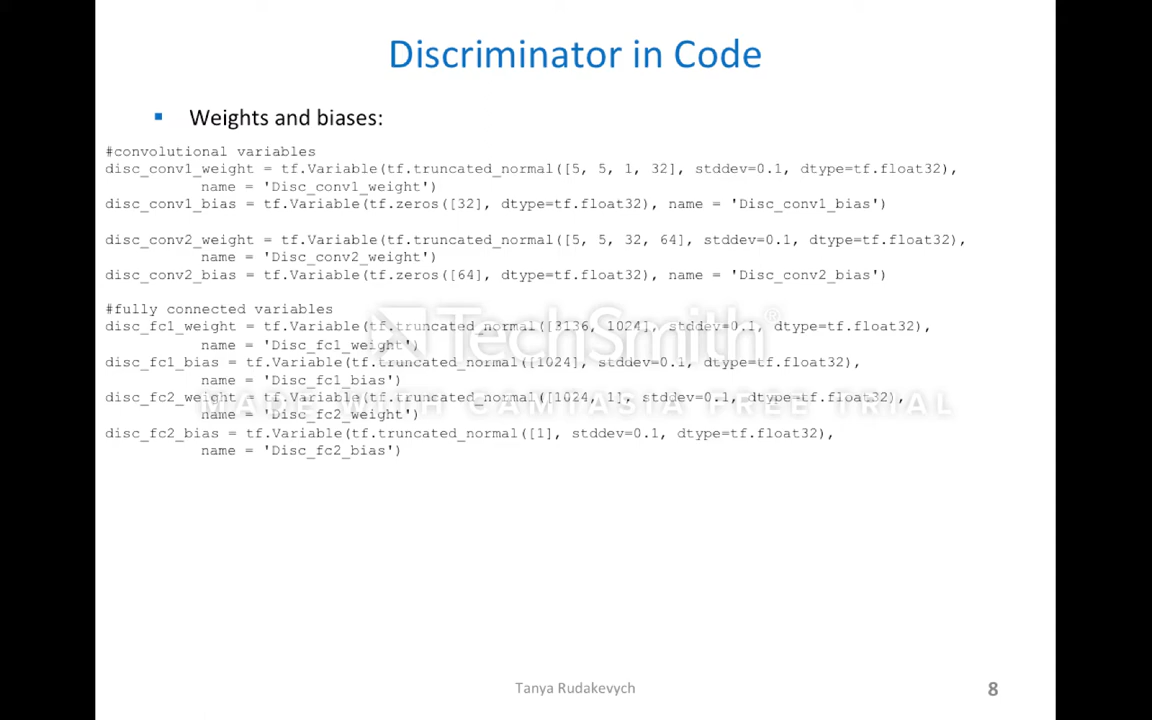 Discriminator in Code
▪ Weights and biases:
#convolutional variables
disc_conv1_weight = tf.Variable(tf.truncated_normal([5, 5, 1, 32], stddev=0.1, dtype=tf.float32),
name = 'Disc_conv1_weight')
disc_conv1_bias = tf.Variable(tf.zeros([32], dtype=tf.float32), name = 'Disc_conv1_bias')
disc_conv2_weight = tf.Variable(tf.truncated_normal([5, 5, 32, 64], stddev=0.1, dtype=tf.float32),
name = 'Disc_conv2_weight')
disc_conv2_bias = tf.Variable(tf.zeros([64], dtype=tf.float32), name = 'Disc_conv2_bias')
#fully connected variables
disc_fc1_weight = tf.Variable(tf.truncated_normal([3136, 1024], stddev=0.1, dtype=tf.float32),
name = 'Disc_fc1_weight')
disc_fc1_bias = tf.Variable(tf.truncated_normal([1024], stddev=0.1, dtype=tf.float32),
name = 'Disc_fc1_bias')
disc_fc2_weight = tf.Variable(tf.truncated_normal([1024, 1], stddev=0.1, dtype=tf.float32),
name = 'Disc_fc2_weight')
disc_fc2_bias = tf.Variable(tf.truncated_normal([1], stddev=0.1, dtype=tf.float32),
name = 'Disc_fc2_bias')
TechSmith®
MADE WITH CAMTASIA FREE TRIAL
Tanya Rudakevych
8